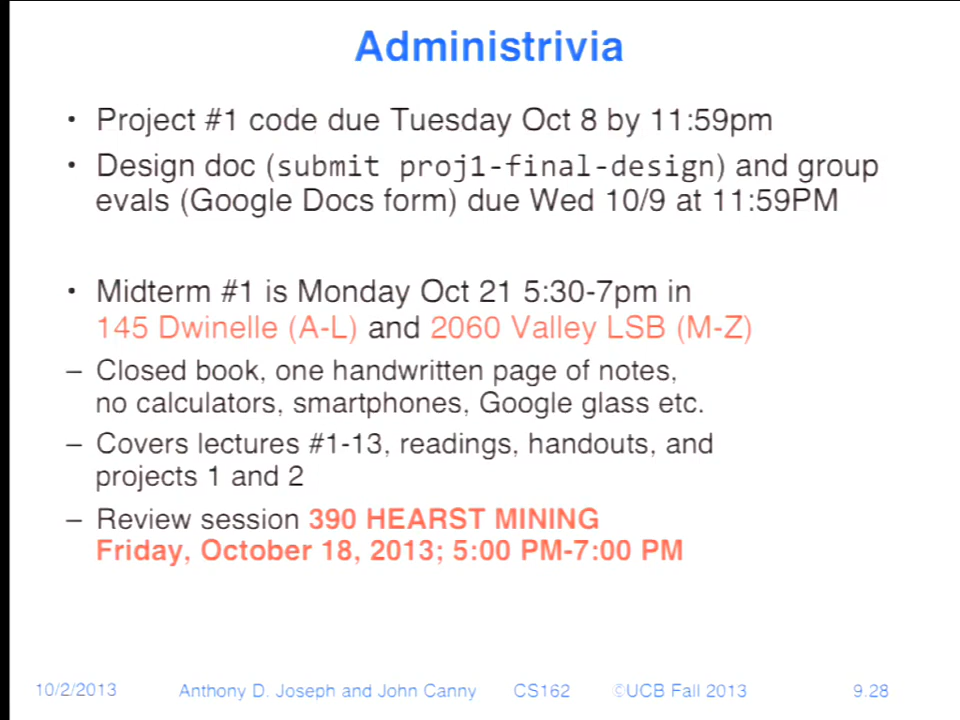 Administrivia
• Project #1 code due Tuesday Oct 8 by 11:59pm
• Design doc (submit proj1-final-design) and group
evals (Google Docs form) due Wed 10/9 at 11:59PM
• Midterm #1 is Monday Oct 21 5:30-7pm in
145 Dwinelle (A-L) and 2060 Valley LSB (M-Z)
– Closed book, one handwritten page of notes,
no calculators, smartphones, Google glass etc.
– Covers lectures #1-13, readings, handouts, and
projects 1 and 2
– Review session 390 HEARST MINING
Friday, October 18, 2013; 5:00 PM-7:00 PM
10/2/2013 Anthony D. Joseph and John Canny CS162 ©UCB Fall 2013 9.28